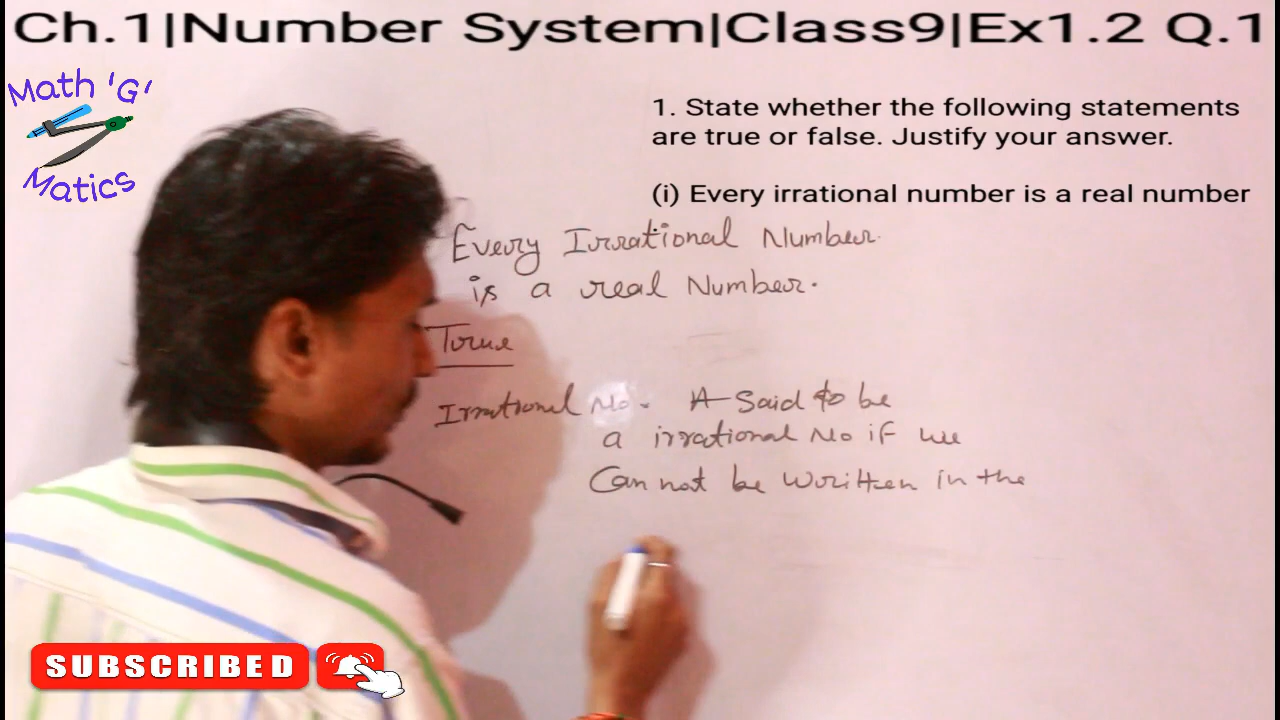 Ch.1|Number System|Class9|Ex1.2 Q.1
Math 'G'
Matics
1. State whether the following statements
are true or false. Justify your answer.
(i) Every irrational number is a real number
Every Irrational Number.
is a real Number.
True
Irrational No. A Said to be
a irrational No if we
Can not be Written in the
SUBSCRIBED